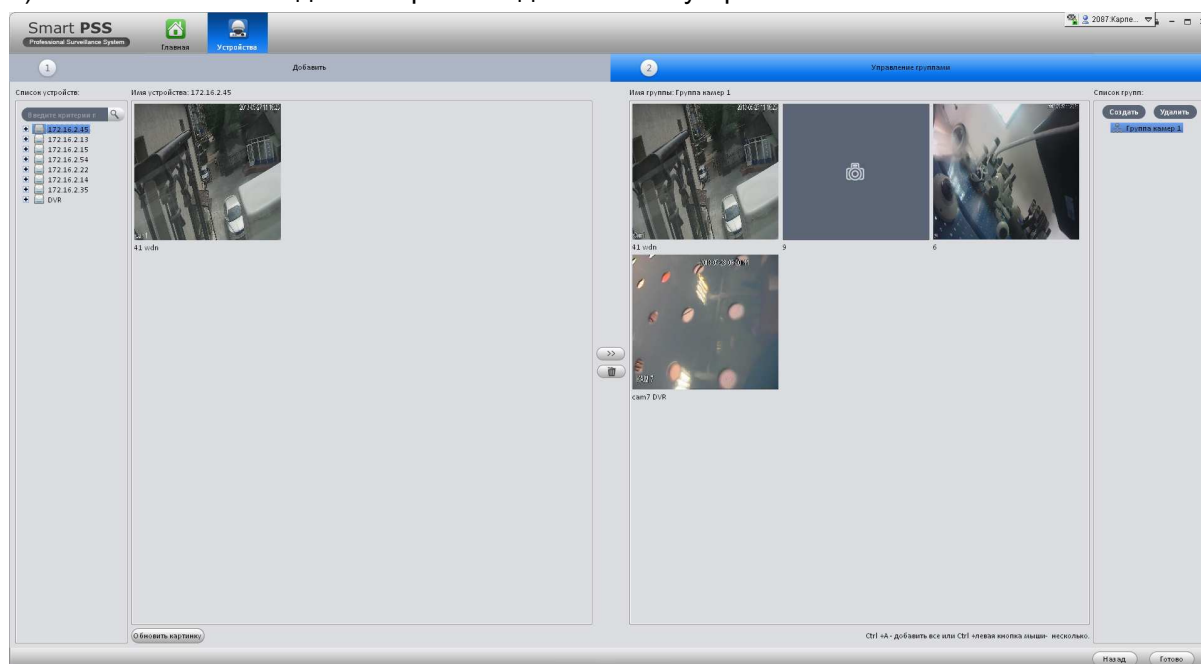 Smart PSS
Professional Surveillance System
Главная
Устройства
2087:Карпе...
1
Добавить
2
Управление группами
Список устройств:
Имя устройства: 172.16.2.45
Имя группы: Группа камер 1
Список групп:
Введите критерии п
Создать
Удалить
Группа камер 1
172.16.2.45
172.16.2.13
172.16.2.15
172.16.2.54
172.16.2.22
172.16.2.14
172.16.2.35
DVR
41 wdn
41 wdn
9
6
КАМ 7
cam7 DVR
>>
Обновить картинку
Ctrl +A - добавить все или Ctrl +левая кнопка мыши- несколько.
Назад
Готово